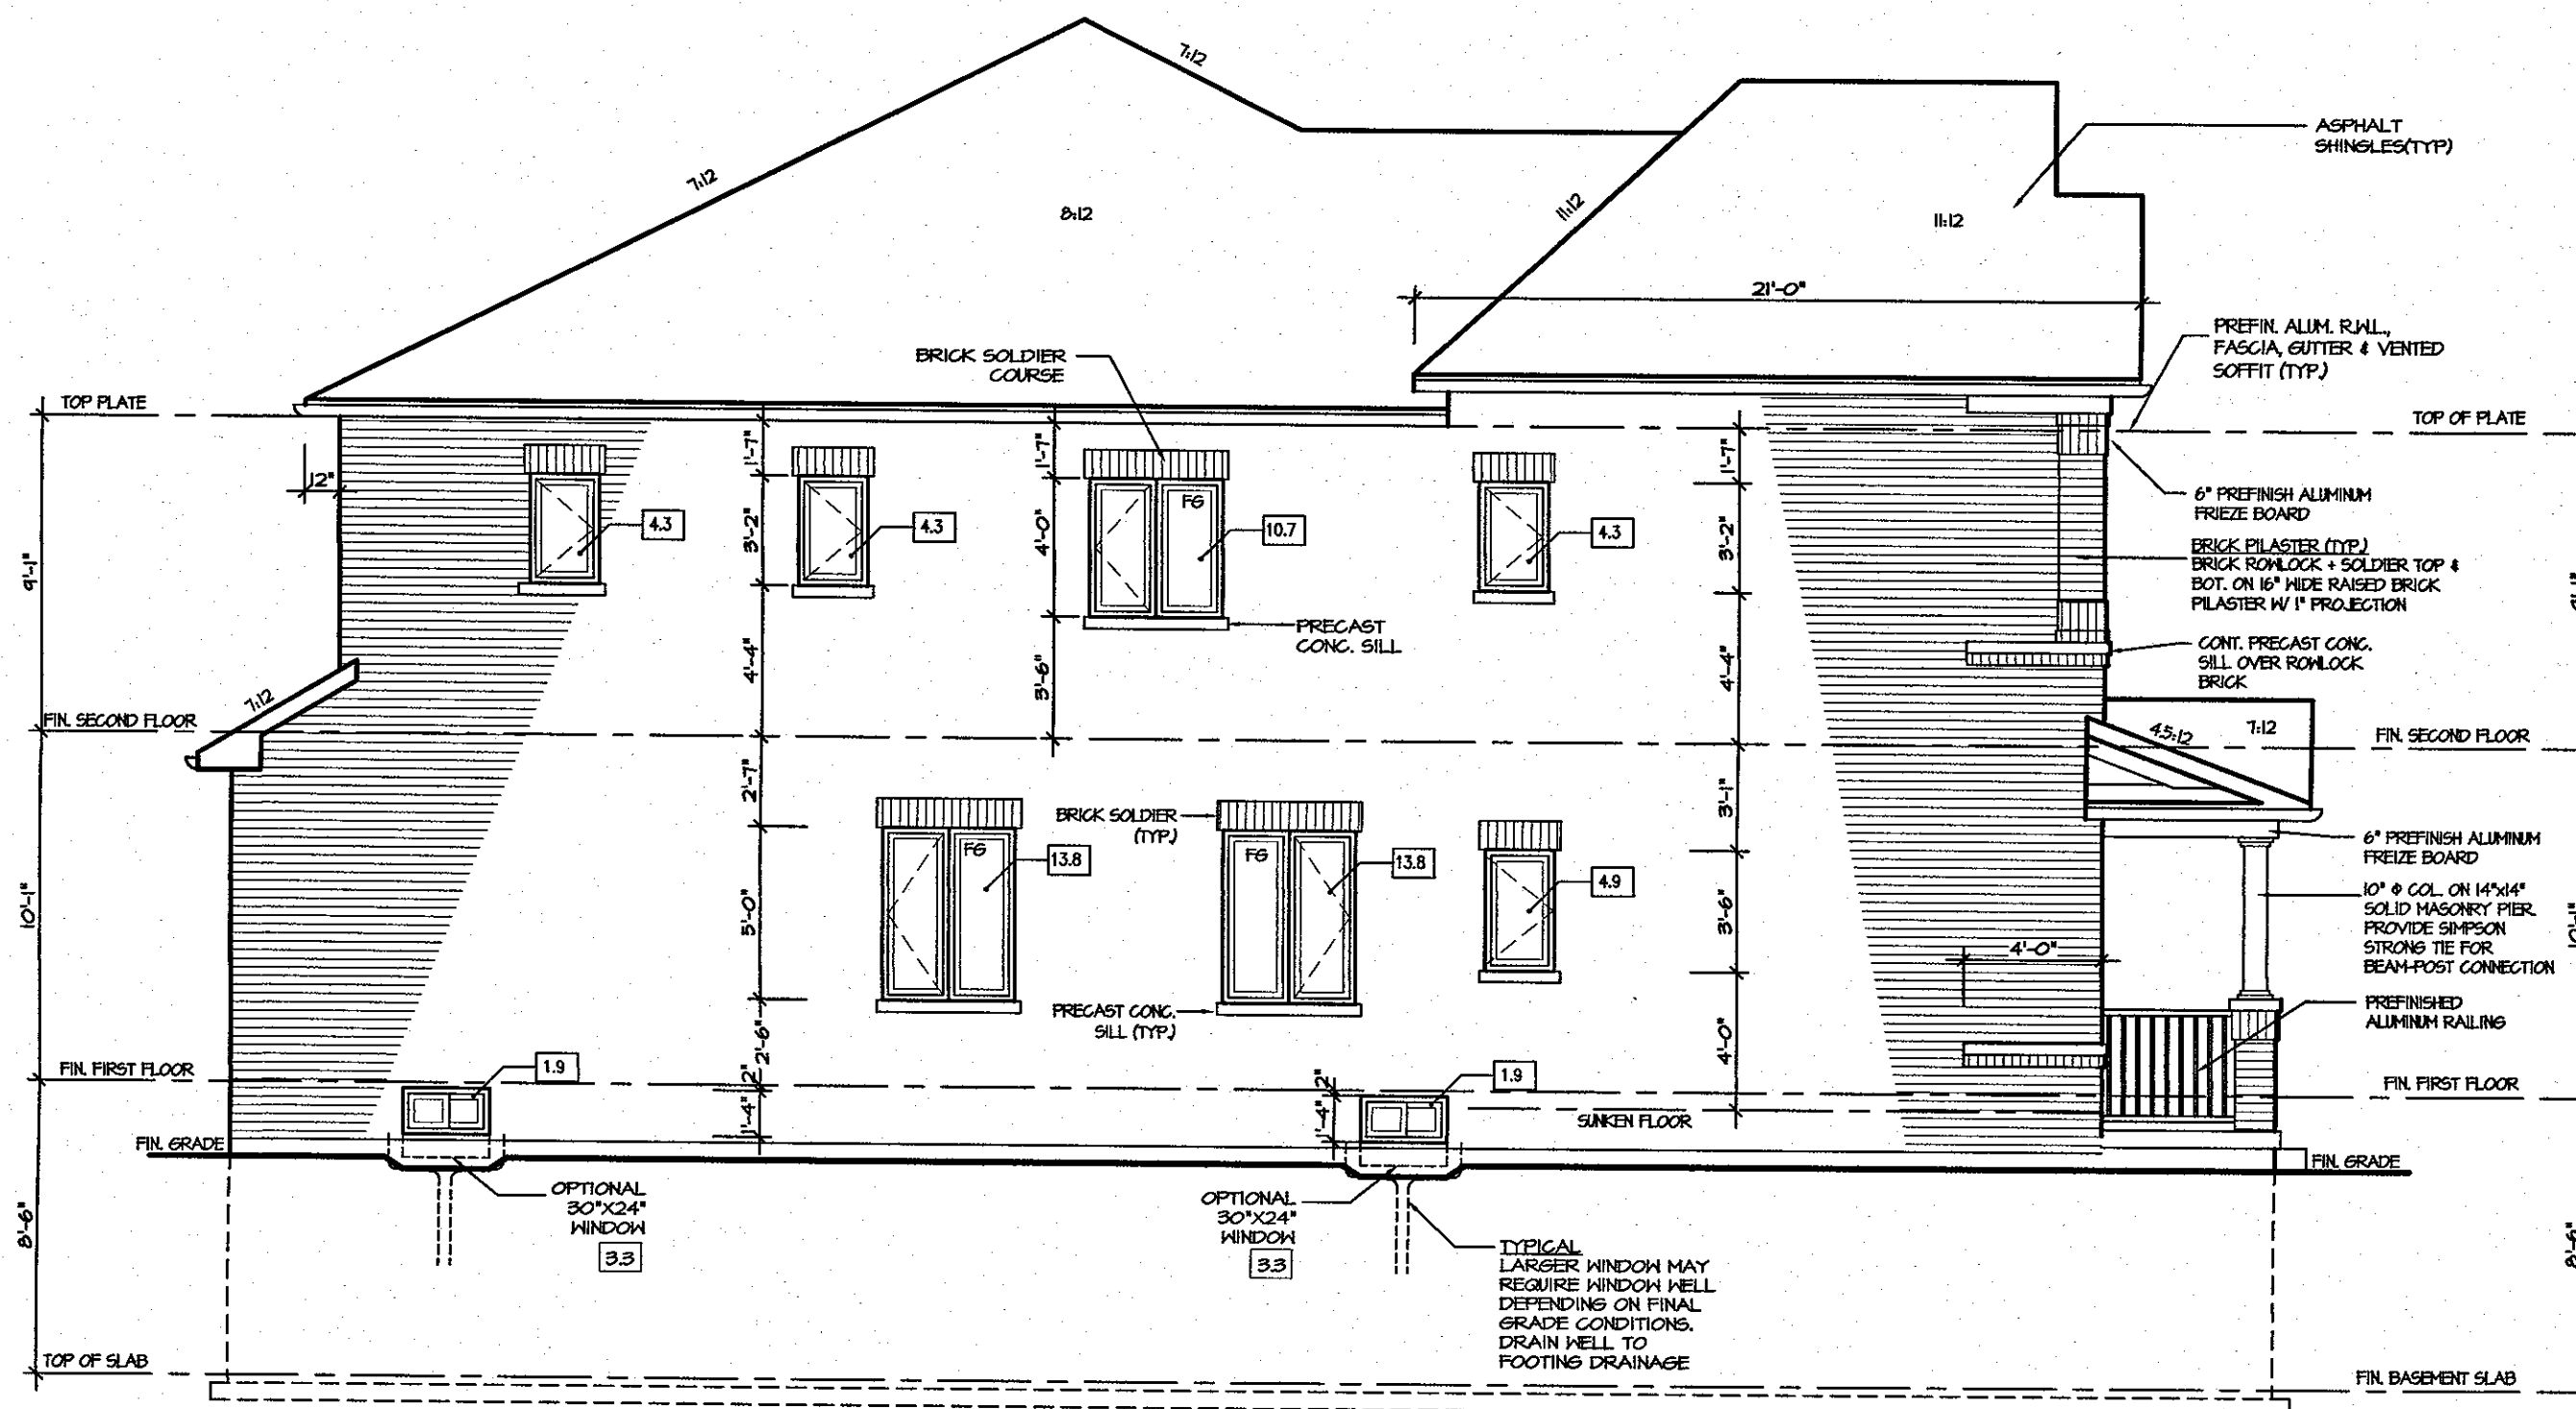 7:12
7:12
8:12
11:12
11:12
ASPHALT
SHINGLES(TYP)
21'-0"
PREFIN. ALUM. R.W.L.,
FASCIA, GUTTER & VENTED
SOFFIT (TYP.)
BRICK SOLDIER
COURSE
TOP PLATE
TOP OF PLATE
12"
1'-7"
1'-7"
1'-7"
4.3
4.3
FG
10.7
4.3
3'-2"
4'-0"
3'-2"
6" PREFINISH ALUMINUM
FRIEZE BOARD
BRICK PILASTER (TYP.)
BRICK ROWLOCK + SOLDIER TOP &
BOT. ON 16" WIDE RAISED BRICK
PILASTER W/ 1" PROJECTION
9'-1"
9'-1"
PRECAST
CONC. SILL
CONT. PRECAST CONC.
SILL OVER ROWLOCK
BRICK
4'-4"
3'-6"
4'-4"
7:12
FIN. SECOND FLOOR
4.5:12
7:12
FIN. SECOND FLOOR
2'-7"
3'-1"
BRICK SOLDIER
(TYP.)
FG
13.8
FG
13.8
4.9
6" PREFINISH ALUMINUM
FREIZE BOARD
10" Φ COL. ON 14"x14"
SOLID MASONRY PIER.
PROVIDE SIMPSON
STRONG TIE FOR
BEAM-POST CONNECTION
10'-1"
5'-0"
3'-6"
4'-0"
10'-1"
PRECAST CONC.
SILL (TYP.)
PREFINISHED
ALUMINUM RAILING
2'-6"
4'-0"
FIN. FIRST FLOOR
1.9
2"
2"
1.9
FIN. FIRST FLOOR
1'-4"
1'-4"
SUNKEN FLOOR
FIN. GRADE
FIN. GRADE
OPTIONAL
30"X24"
WINDOW
3.3
OPTIONAL
30"X24"
WINDOW
3.3
8'-6"
8'-6"
TYPICAL
LARGER WINDOW MAY
REQUIRE WINDOW WELL
DEPENDING ON FINAL
GRADE CONDITIONS.
DRAIN WELL TO
FOOTING DRAINAGE
TOP OF SLAB
FIN. BASEMENT SLAB